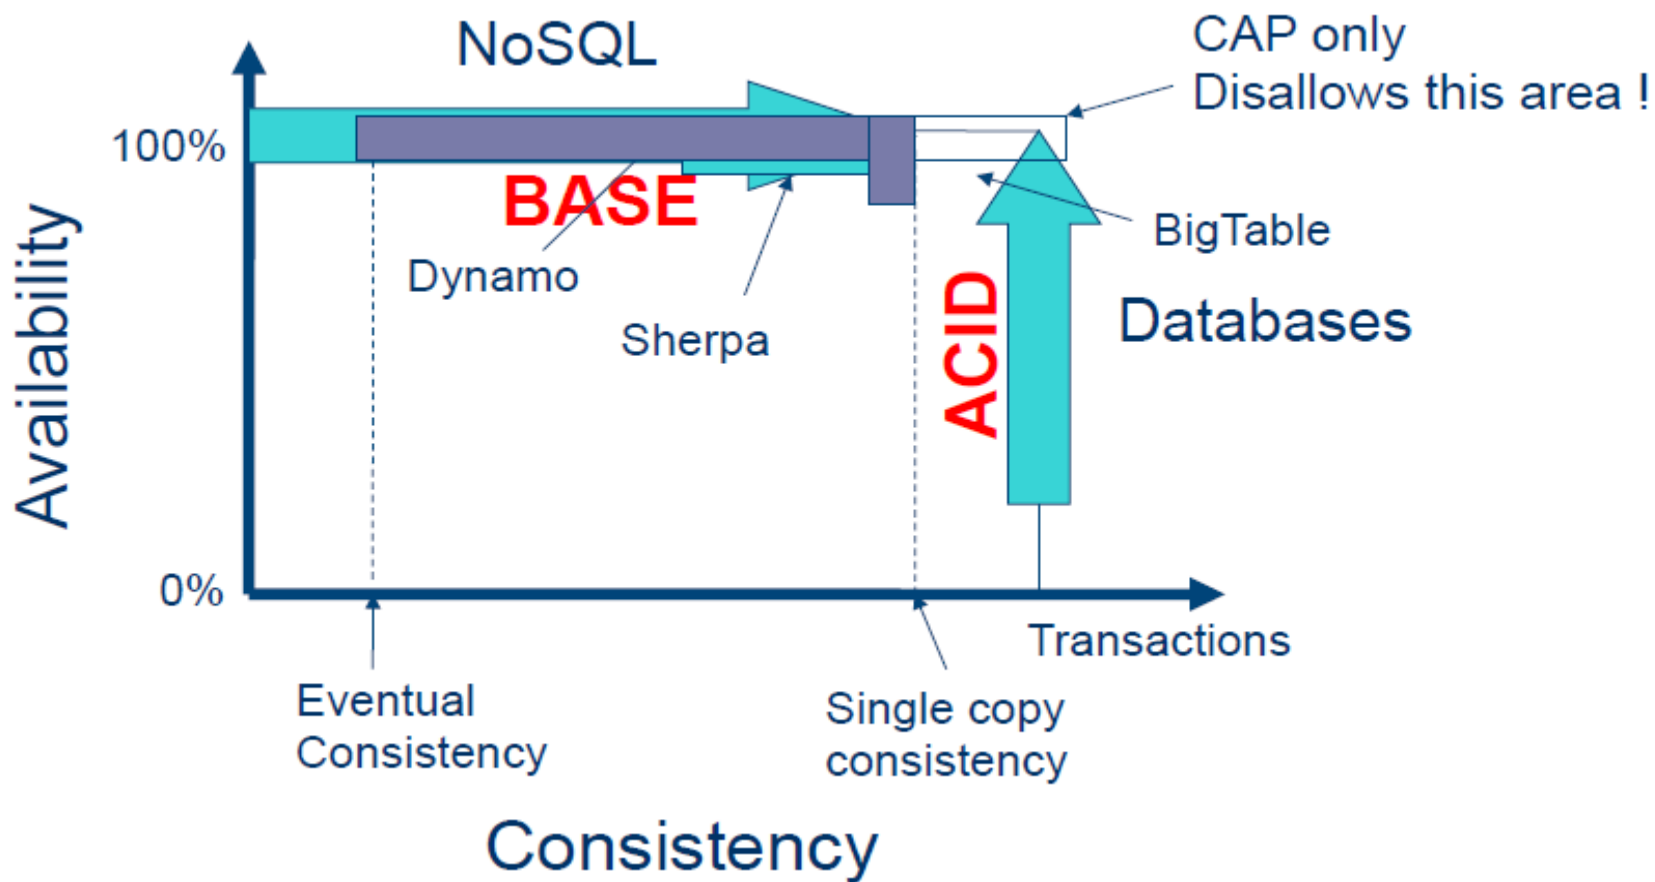 NoSQL
CAP only
Disallows this area !
100%
BASE
BigTable
Dynamo
Sherpa
ACID
Databases
Availability
0%
Transactions
Eventual
Consistency
Single copy
consistency
Consistency